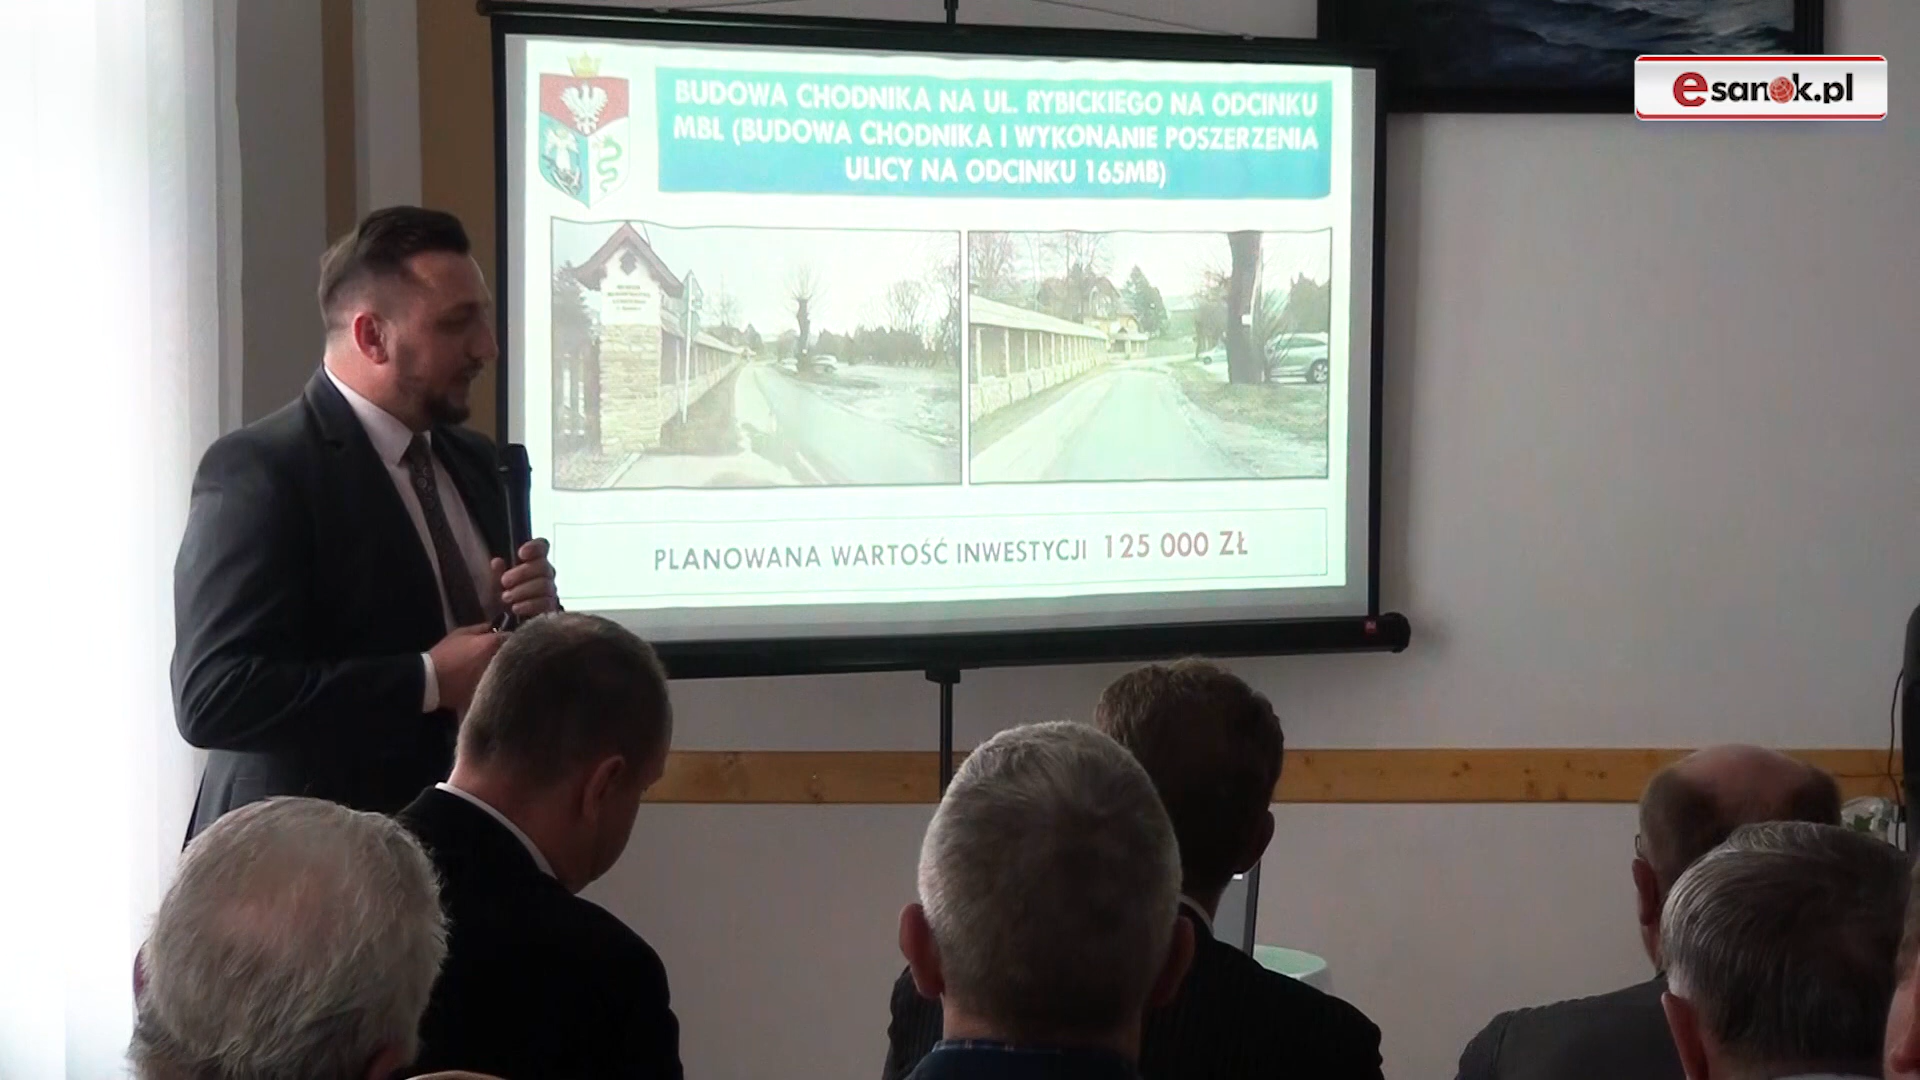 BUDOWA CHODNIKA NA UL. RYBICKIEGO NA ODCINKU
MBL (BUDOWA CHODNIKA I WYKONANIE POSZERZENIA
ULICY NA ODCINKU 165MB)
PLANOWANA WARTOŚĆ INWESTYCJI 125 000 ZŁ
esanok.pl